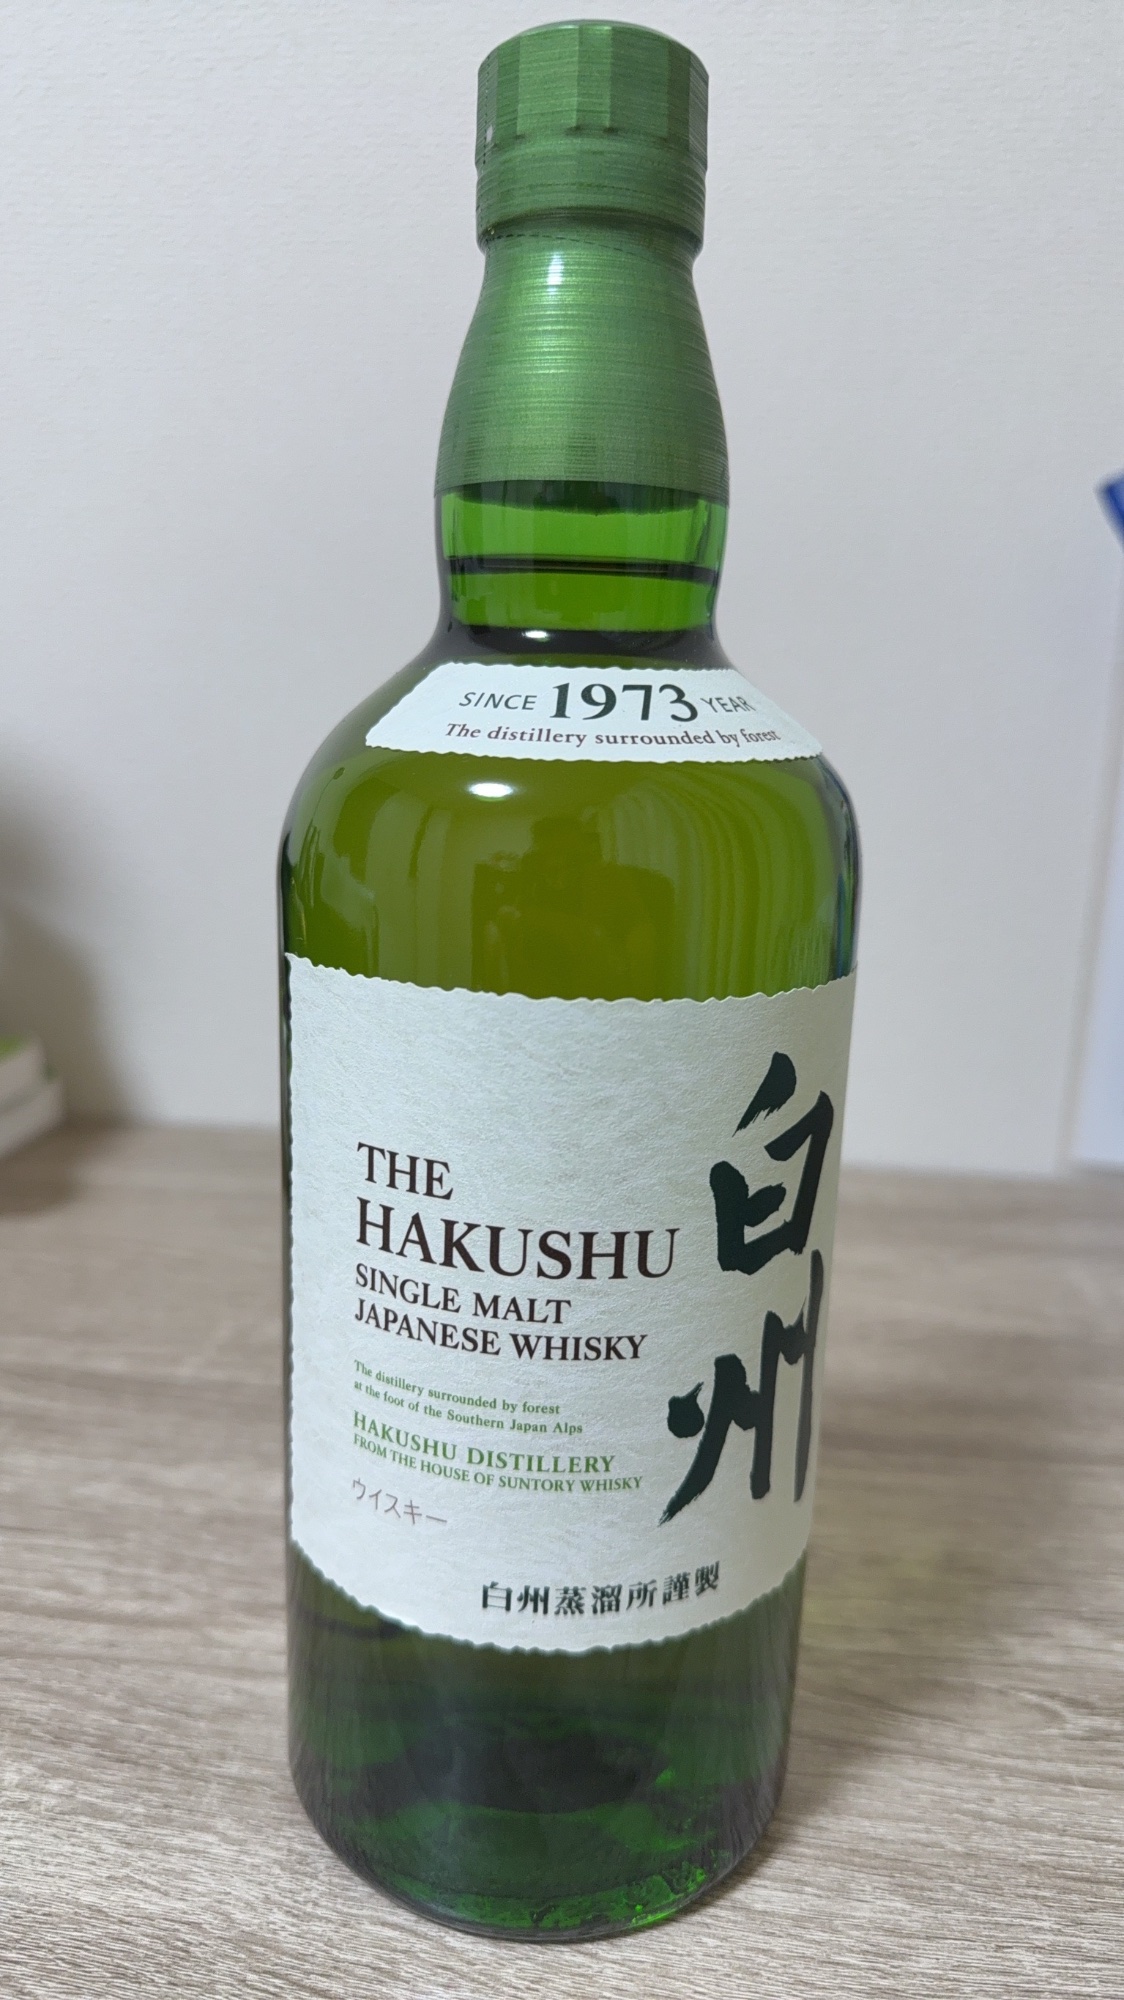 SINCE 1973 YEAR
The distillery surrounded by forest
白州
THE
HAKUSHU
SINGLE MALT
JAPANESE WHISKY
The distillery surrounded by forest
at the foot of the Southern Japan Alps
HAKUSHU DISTILLERY
FROM THE HOUSE OF SUNTORY WHISKY
ウイスキー
白州蒸溜所謹製